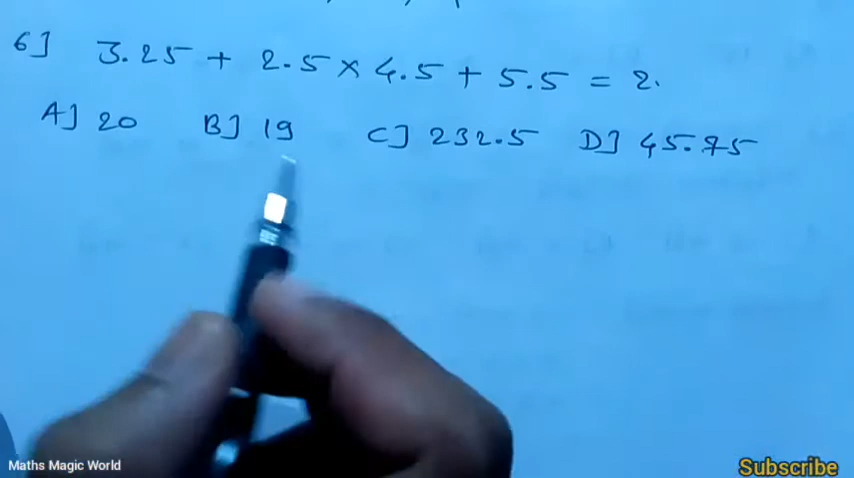 6] 3.25 + 2.5 × 4.5 + 5.5 = 2.
A] 20 B] 19 C] 232.5 D] 45.75
Maths Magic World
Subscribe